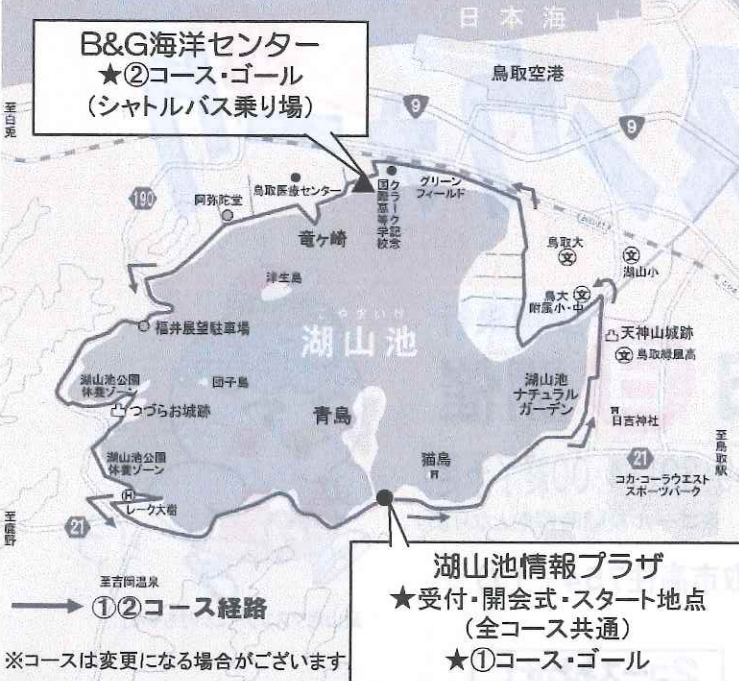 日本海
B&G海洋センター
★②コース・ゴール
(シャトルバス乗り場)
鳥取空港
至白兎
9
9
190
阿弥陀堂
鳥取医療センター
クラーク記念
国際高等学校
グリーン
フィールド
竜ヶ崎
鳥取大
文
文
湖山小
津生島
鳥大
附属小・中
文
こやまいけ
湖山池
福井展望駐車場
天神山城跡
文
鳥取緑風高
湖山池公園
休養ゾーン
団子島
つづらお城跡
青島
湖山池
ナチュラル
ガーデン
日吉神社
猫島
湖山池公園
休養ゾーン
H
レーク大樹
21
コカ・コーラウエスト
スポーツパーク
至鳥取駅
至鹿野
21
至吉岡温泉
①②コース経路
湖山池情報プラザ
★受付・開会式・スタート地点
(全コース共通)
★①コース・ゴール
※コースは変更になる場合がございます